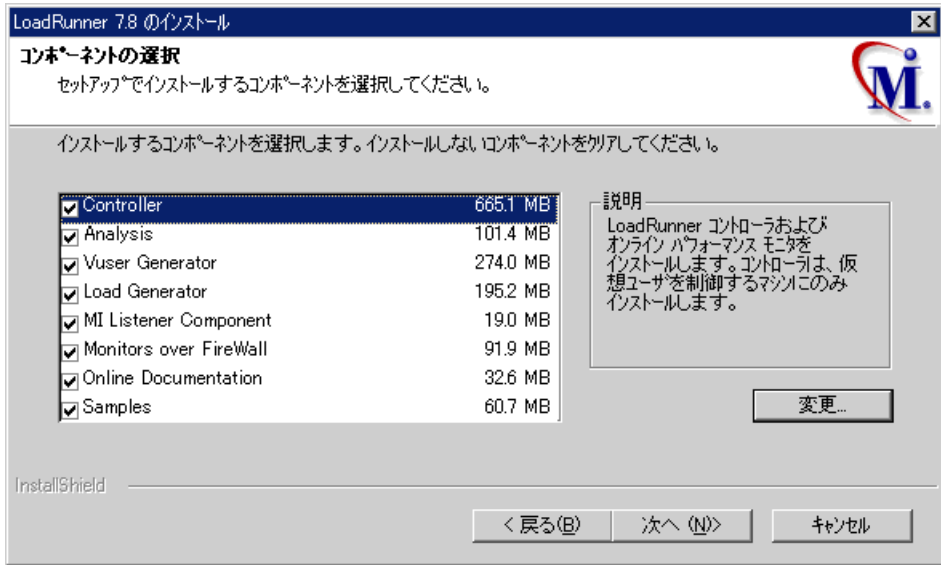 LoadRunner 7.8 のインストール
コンポーネントの選択
セットアップでインストールするコンポーネントを選択してください。
M.
インストールするコンポーネントを選択します。インストールしないコンポーネントをクリアしてください。
Controller 665.1 MB
Analysis 101.4 MB
Vuser Generator 274.0 MB
Load Generator 195.2 MB
MI Listener Component 19.0 MB
Monitors over FireWall 91.9 MB
Online Documentation 32.6 MB
Samples 60.7 MB
説明
LoadRunner コントローラおよび
オンライン パフォーマンス モニタを
インストールします。コントローラは、仮
想ユーザを制御するマシンにのみ
インストールします。
変更...
InstallShield
< 戻る(B)
次へ (N)>
キャンセル